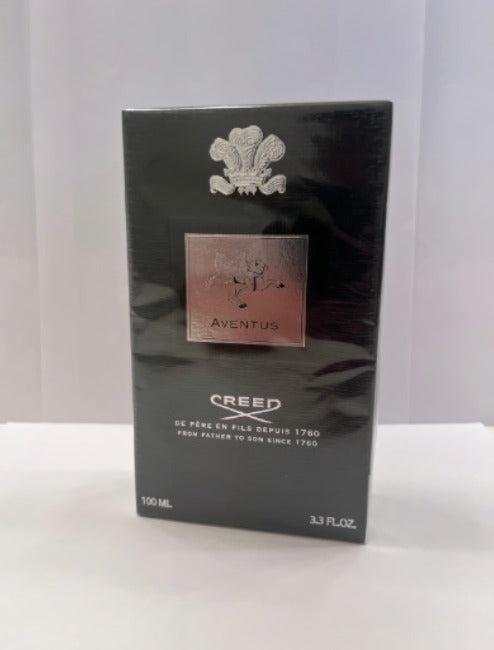 AVENTUS
CREED
DE PÈRE EN FILS DEPUIS 1760
FROM FATHER TO SON SINCE 1760
100 ML
3.3 FL.OZ.